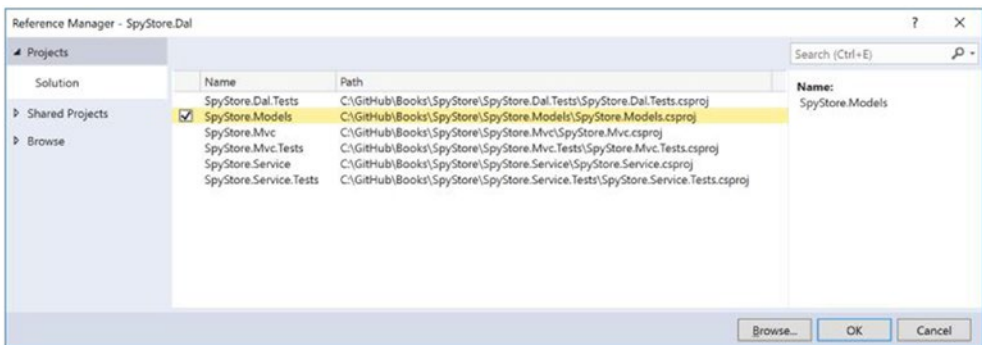 Reference Manager - SpyStore.Dal ? ×
Projects
Search (Ctrl+E)
Solution
Shared Projects
Browse
Name Path
SpyStore.Dal.Tests C:\GitHub\Books\SpyStore\SpyStore.Dal.Tests\SpyStore.Dal.Tests.csproj
SpyStore.Models C:\GitHub\Books\SpyStore\SpyStore.Models\SpyStore.Models.csproj
SpyStore.Mvc C:\GitHub\Books\SpyStore\SpyStore.Mvc\SpyStore.Mvc.csproj
SpyStore.Mvc.Tests C:\GitHub\Books\SpyStore\SpyStore.Mvc.Tests\SpyStore.Mvc.Tests.csproj
SpyStore.Service C:\GitHub\Books\SpyStore\SpyStore.Service\SpyStore.Service.csproj
SpyStore.Service.Tests C:\GitHub\Books\SpyStore\SpyStore.Service.Tests\SpyStore.Service.Tests.csproj
Name:
SpyStore.Models
Browse... OK Cancel